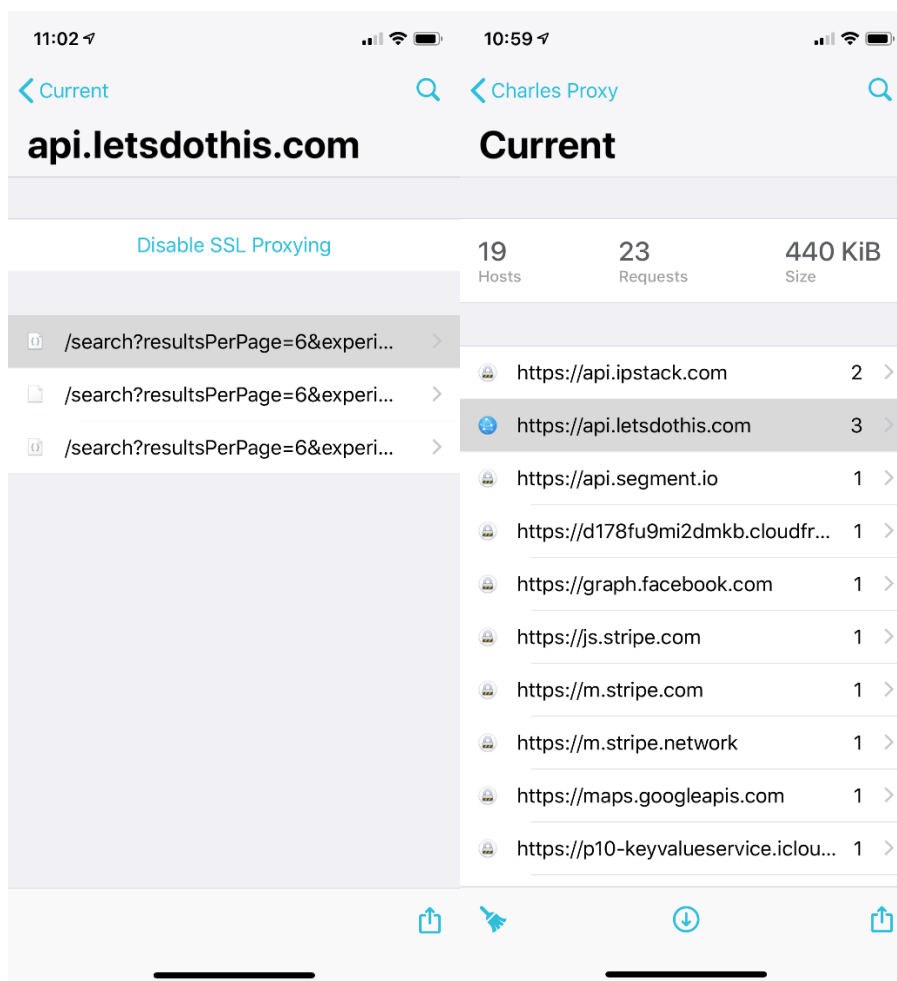 11:02
Current
api.letsdothis.com
Disable SSL Proxying
/search?resultsPerPage=6&experi...
/search?resultsPerPage=6&experi...
/search?resultsPerPage=6&experi...
10:59
Charles Proxy
Current
19 23 440 KiB
Hosts Requests Size
https://api.ipstack.com 2
https://api.letsdothis.com 3
https://api.segment.io 1
https://d178fu9mi2dmkb.cloudfr... 1
https://graph.facebook.com 1
https://js.stripe.com 1
https://m.stripe.com 1
https://m.stripe.network 1
https://maps.googleapis.com 1
https://p10-keyvalueservice.iclou... 1